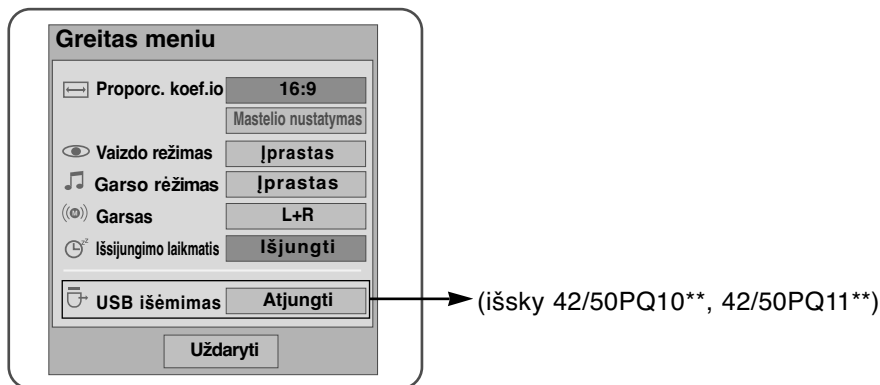 Greitas meniu
Proporc. koef.io 16:9
Mastelio nustatymas
Vaizdo režimas Įprastas
Garso rėžimas Įprastas
Garsas L+R
Išsijungimo laikmatis Išjungti
USB išėmimas Atjungti
(išsky 42/50PQ10**, 42/50PQ11**)
Uždaryti